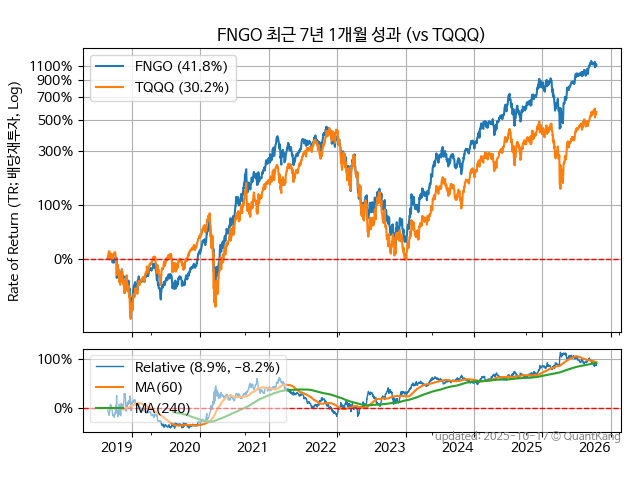 FNGO 최근 7년 1개월 성과 (vs TQQQ)
Rate of Return (TR; 배당재투자, Log)
1100%
900%
700%
500%
300%
100%
0%
FNGO (41.8%)
TQQQ (30.2%)
100%
0%
Relative (8.9%, -8.2%)
MA(60)
MA(240)
2019 2020 2021 2022 2023 2024 2025 2026
updated: 2025-10-17 © QuantKang